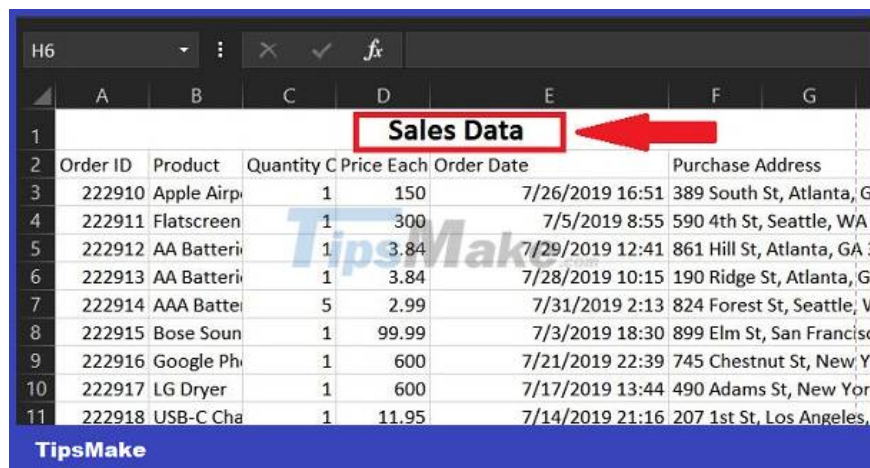 H6 fx
A B C D E F G
1 Sales Data
2 Order ID Product Quantity O Price Each Order Date Purchase Address
3 222910 Apple Airp 1 150 7/26/2019 16:51 389 South St, Atlanta, G
4 222911 Flatscreen 1 300 7/5/2019 8:55 590 4th St, Seattle, WA
5 222912 AA Batteri 1 3.84 7/29/2019 12:41 861 Hill St, Atlanta, GA 3
6 222913 AA Batteri 1 3.84 7/28/2019 10:15 190 Ridge St, Atlanta, G
7 222914 AAA Batte 5 2.99 7/31/2019 2:13 824 Forest St, Seattle, W
8 222915 Bose Soun 1 99.99 7/3/2019 18:30 899 Elm St, San Francisc
9 222916 Google Ph 1 600 7/21/2019 22:39 745 Chestnut St, New Y
10 222917 LG Dryer 1 600 7/17/2019 13:44 490 Adams St, New Yor
11 222918 USB-C Cha 1 11.95 7/14/2019 21:16 207 1st St, Los Angeles,
TipsMake.com
TipsMake